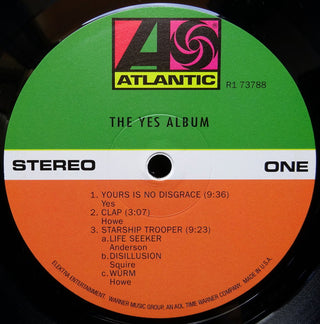 A
ATLANTIC
R1 73788
THE YES ALBUM
STEREO
ONE
1. YOURS IS NO DISGRACE (9:36)
Yes
2. CLAP (3:07)
Howe
3. STARSHIP TROOPER (9:23)
a. LIFE SEEKER
Anderson
b. DISILLUSION
Squire
c. WÜRM
Howe
ELEKTRA ENTERTAINMENT. WARNER MUSIC GROUP, AN AOL TIME WARNER COMPANY. MADE IN U.S.A.